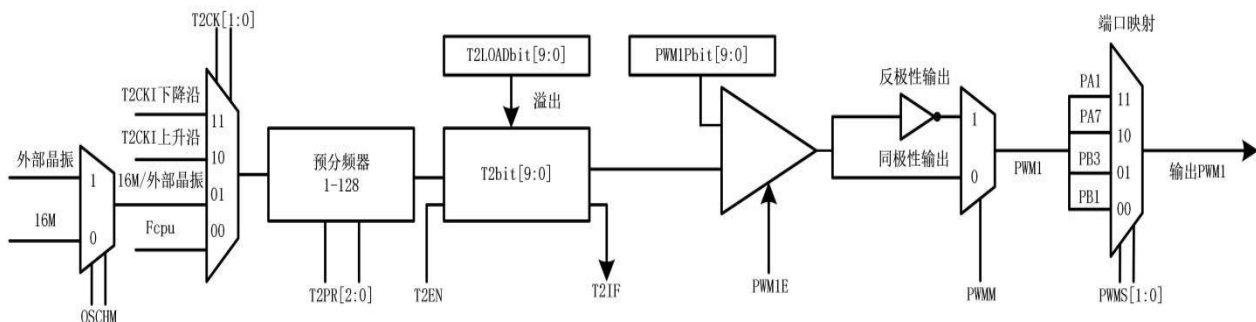 T2CK[1:0]
T2CKI下降沿
T2CKI上升沿
外部晶振
16M/外部晶振
16M
Fcpu
1
0
11
10
01
00
OSCHM
预分频器
1-128
T2PR[2:0]
T2LOADbit[9:0]
溢出
T2bit[9:0]
T2EN
T2IF
PWM1Pbit[9:0]
PWM1E
反极性输出
同极性输出
1
0
PWMM
PWM1
端口映射
PA1
PA7
PB3
PB1
11
10
01
00
PWMS[1:0]
输出PWM1